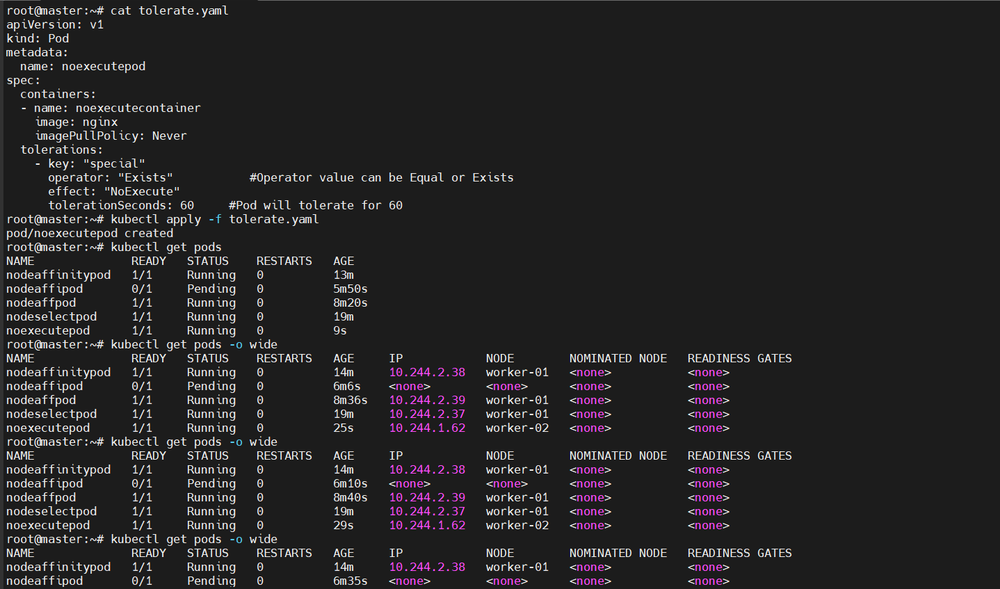 root@master:~# cat tolerate.yaml
apiVersion: v1
kind: Pod
metadata:
  name: noexecutepod
spec:
  containers:
  - name: noexecutecontainer
    image: nginx
    imagePullPolicy: Never
  tolerations:
    - key: "special"
      operator: "Exists"           #Operator value can be Equal or Exists
      effect: "NoExecute"
      tolerationSeconds: 60     #Pod will tolerate for 60
root@master:~# kubectl apply -f tolerate.yaml
pod/noexecutepod created
root@master:~# kubectl get pods
NAME              READY   STATUS    RESTARTS   AGE
nodeaffinitypod   1/1     Running   0          13m
nodeaffipod       0/1     Pending   0          5m50s
nodeaffpod        1/1     Running   0          8m20s
nodeselectpod     1/1     Running   0          19m
noexecutepod      1/1     Running   0          9s
root@master:~# kubectl get pods -o wide
NAME              READY   STATUS    RESTARTS   AGE     IP            NODE        NOMINATED NODE   READINESS GATES
nodeaffinitypod   1/1     Running   0          14m     10.244.2.38   worker-01   <none>           <none>
nodeaffipod       0/1     Pending   0          6m6s    <none>        <none>      <none>           <none>
nodeaffpod        1/1     Running   0          8m36s   10.244.2.39   worker-01   <none>           <none>
nodeselectpod     1/1     Running   0          19m     10.244.2.37   worker-01   <none>           <none>
noexecutepod      1/1     Running   0          25s     10.244.1.62   worker-02   <none>           <none>
root@master:~# kubectl get pods -o wide
NAME              READY   STATUS    RESTARTS   AGE     IP            NODE        NOMINATED NODE   READINESS GATES
nodeaffinitypod   1/1     Running   0          14m     10.244.2.38   worker-01   <none>           <none>
nodeaffipod       0/1     Pending   0          6m10s   <none>        <none>      <none>           <none>
nodeaffpod        1/1     Running   0          8m40s   10.244.2.39   worker-01   <none>           <none>
nodeselectpod     1/1     Running   0          19m     10.244.2.37   worker-01   <none>           <none>
noexecutepod      1/1     Running   0          29s     10.244.1.62   worker-02   <none>           <none>
root@master:~# kubectl get pods -o wide
NAME              READY   STATUS    RESTARTS   AGE     IP            NODE        NOMINATED NODE   READINESS GATES
nodeaffinitypod   1/1     Running   0          14m     10.244.2.38   worker-01   <none>           <none>
nodeaffipod       0/1     Pending   0          6m35s   <none>        <none>      <none>           <none>